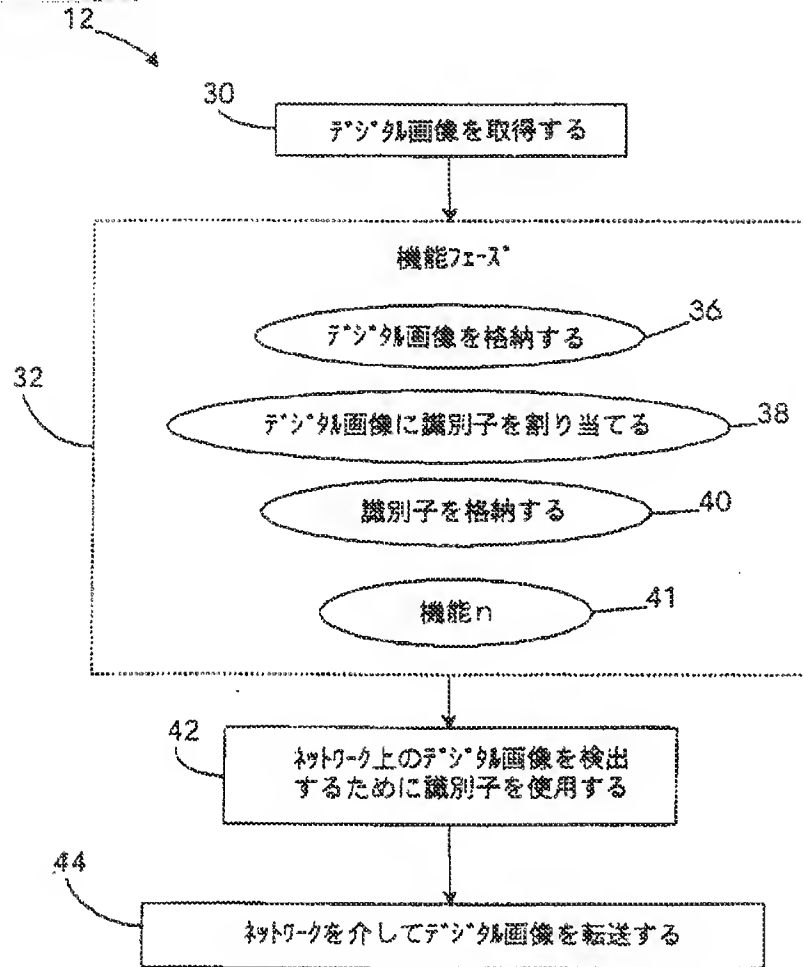 12
30
ﾃﾞｼﾞﾀﾙ画像を取得する
機能ﾌｪｰｽﾞ
36
ﾃﾞｼﾞﾀﾙ画像を格納する
32
ﾃﾞｼﾞﾀﾙ画像に識別子を割り当てる
38
識別子を格納する
40
機能n
41
42
ﾈｯﾄﾜｰｸ上のﾃﾞｼﾞﾀﾙ画像を検出
するために識別子を使用する
44
ﾈｯﾄﾜｰｸを介してﾃﾞｼﾞﾀﾙ画像を転送する